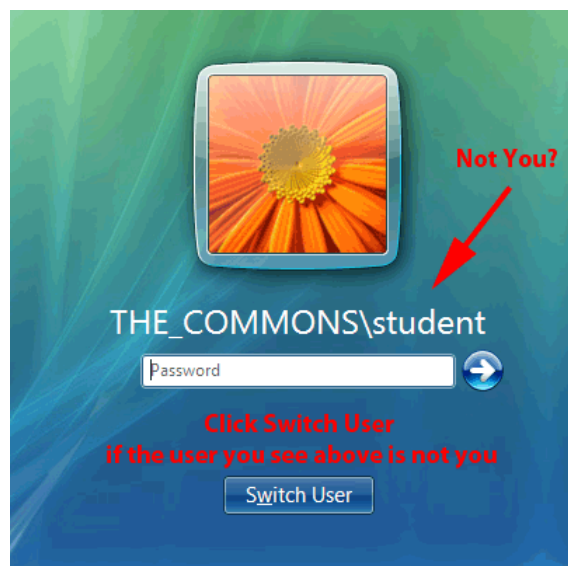 Not You?
THE_COMMONS\student
Password
Click Switch User
if the user you see above is not you
Switch User